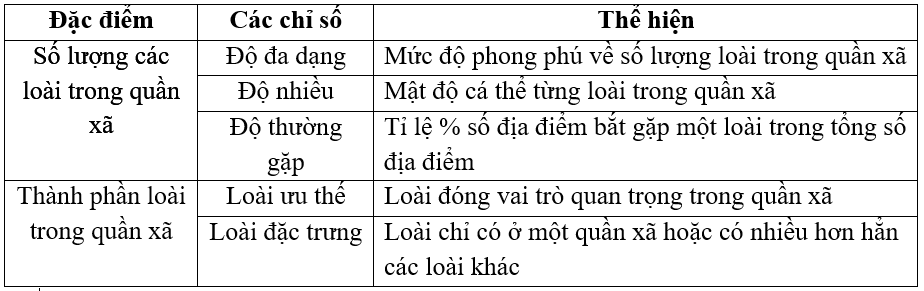 Đặc điểm Các chỉ số Thể hiện
Số lượng các loài trong quần xã
Độ đa dạng Mức độ phong phú về số lượng loài trong quần xã
Độ nhiều Mật độ cá thể từng loài trong quần xã
Độ thường gặp Tỉ lệ % số địa điểm bắt gặp một loài trong tổng số địa điểm
Thành phần loài trong quần xã
Loài ưu thế Loài đóng vai trò quan trọng trong quần xã
Loài đặc trưng Loài chỉ có ở một quần xã hoặc có nhiều hơn hẳn các loài khác